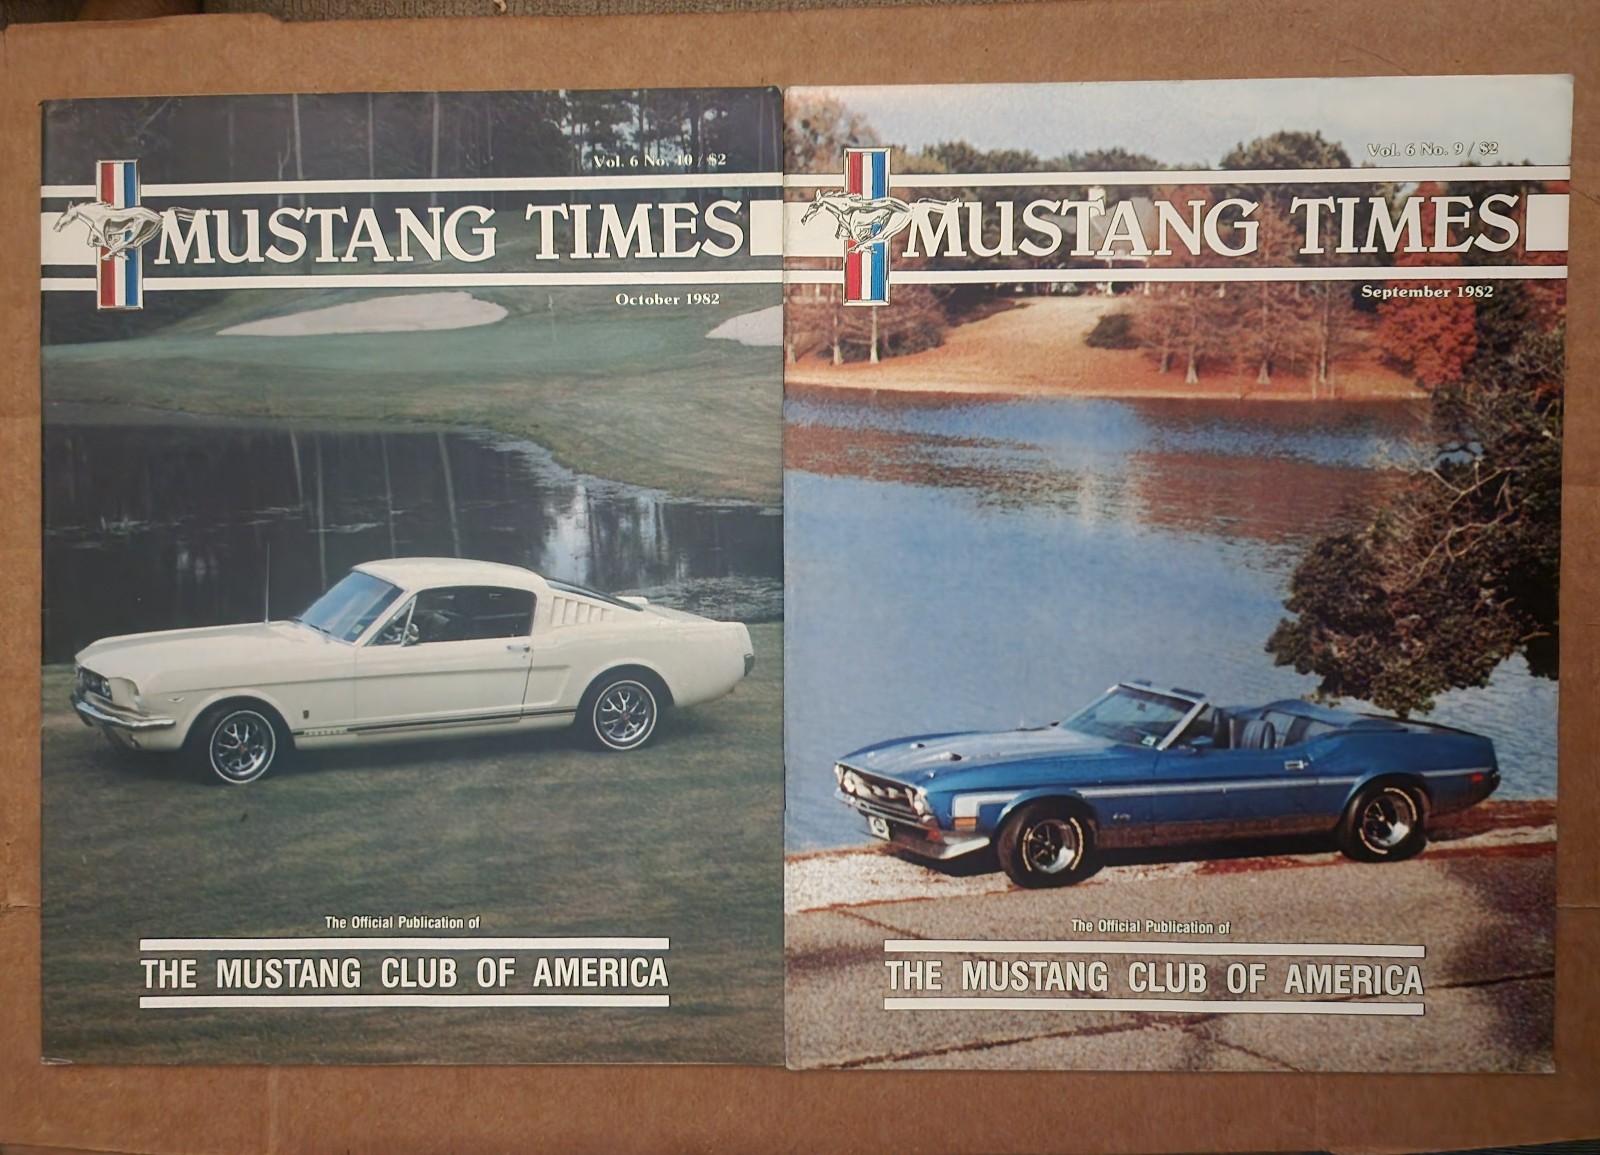 Vol. 6 No. 10 / $2
MUSTANG TIMES
October 1982
The Official Publication of
THE MUSTANG CLUB OF AMERICA
Vol. 6 No. 9 / $2
MUSTANG TIMES
September 1982
The Official Publication of
THE MUSTANG CLUB OF AMERICA